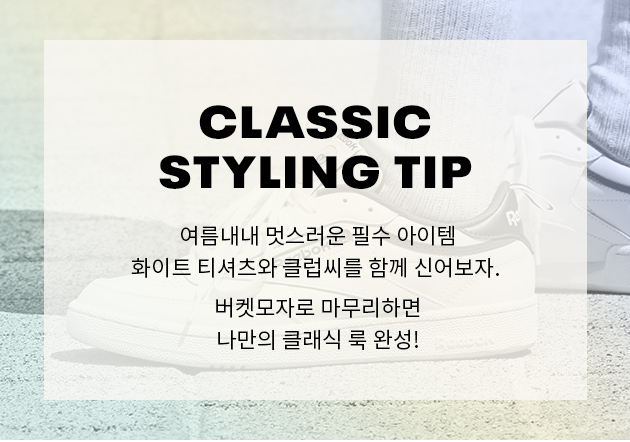 CLASSIC
STYLING TIP
여름내내 멋스러운 필수 아이템
화이트 티셔츠와 클럽씨를 함께 신어보자.
버켓모자로 마무리하면
나만의 클래식 룩 완성!
Reebok